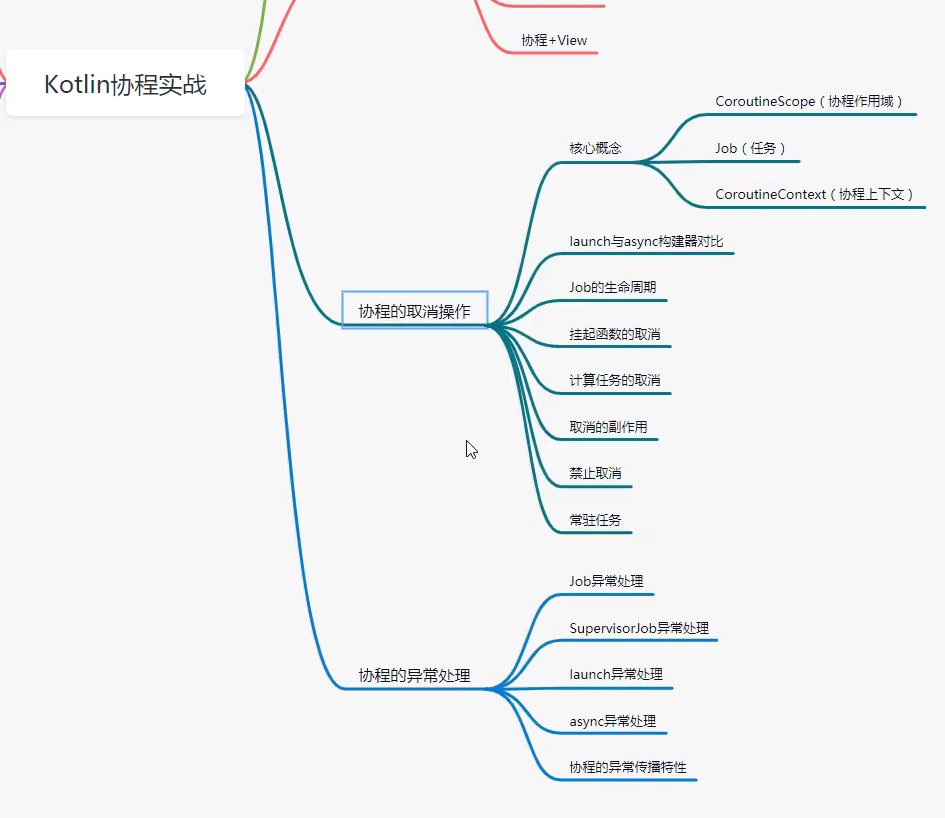 协程+View
Kotlin协程实战
CoroutineScope（协程作用域）
核心概念
Job（任务）
CoroutineContext（协程上下文）
launch与async构建器对比
Job的生命周期
协程的取消操作
挂起函数的取消
计算任务的取消
取消的副作用
禁止取消
常驻任务
Job异常处理
SupervisorJob异常处理
协程的异常处理
launch异常处理
async异常处理
协程的异常传播特性